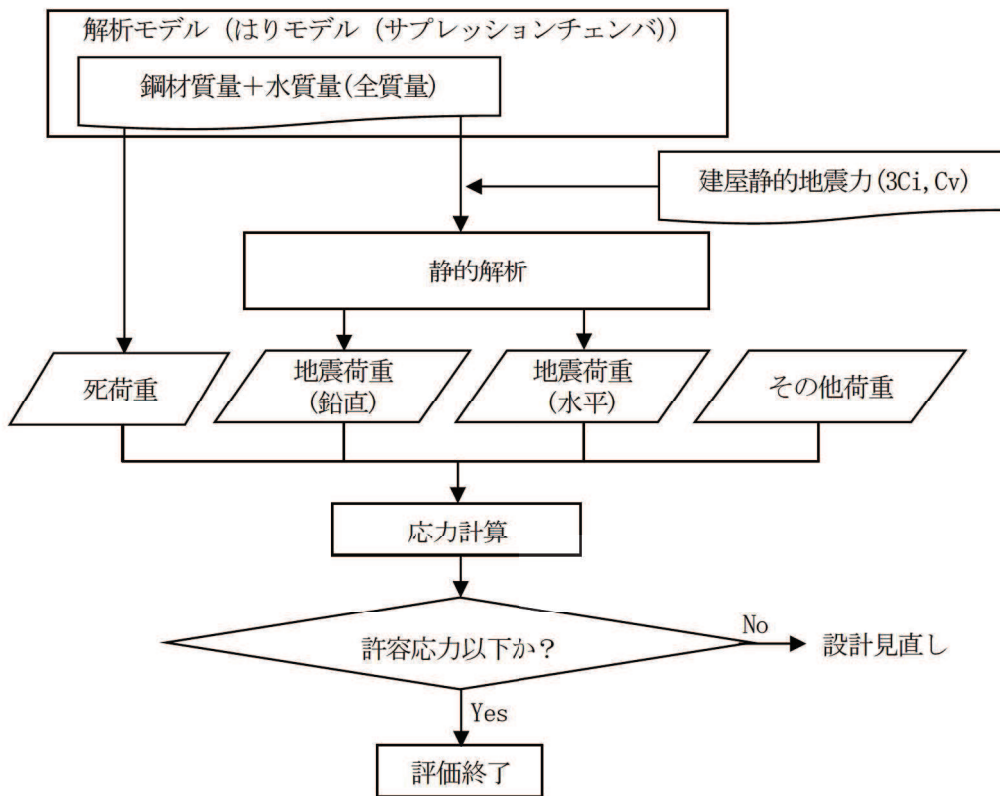 解析モデル（はりモデル（サプレッションチェンバ））
鋼材質量＋水質量(全質量)
建屋静的地震力(3Ci,Cv)
静的解析
死荷重
地震荷重
(鉛直)
地震荷重
(水平)
その他荷重
応力計算
許容応力以下か？
No
設計見直し
Yes
評価終了